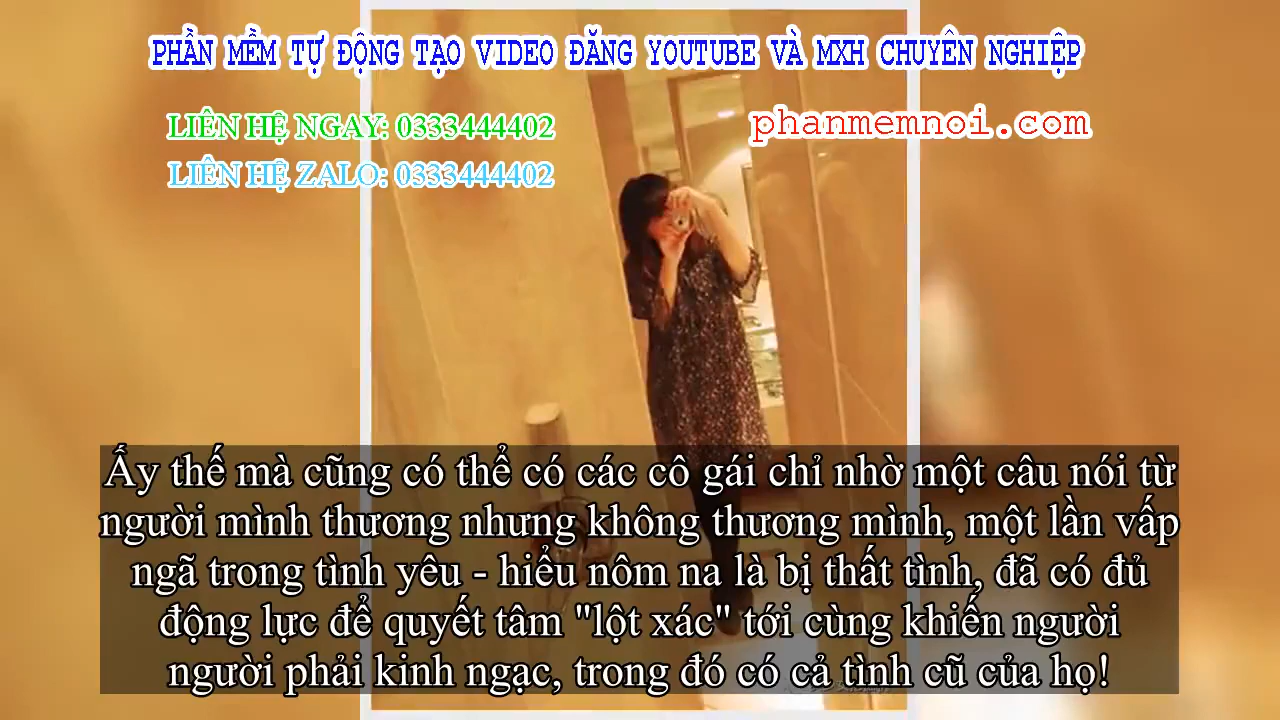 PHẦN MỀM TỰ ĐỘNG TẠO VIDEO ĐĂNG YOUTUBE VÀ MXH CHUYÊN NGHIỆP
LIÊN HỆ NGAY: 0333444402
phanmemnoi.com
LIÊN HỆ ZALO: 0333444402
Ấy thế mà cũng có thể có các cô gái chỉ nhờ một câu nói từ
người mình thương nhưng không thương mình, một lần vấp
ngã trong tình yêu - hiểu nôm na là bị thất tình, đã có đủ
động lực để quyết tâm "lột xác" tới cùng khiến người
người phải kinh ngạc, trong đó có cả tình cũ của họ!